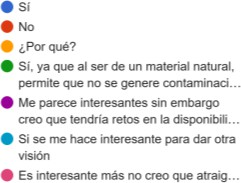 Sí
No
¿Por qué?
Sí, ya que al ser de un material natural,
permite que no se genere contaminaci...
Me parece interesantes sin embargo
creo que tendría retos en la disponibili...
Si se me hace interesante para dar otra
visión
Es interesante más no creo que atraig...